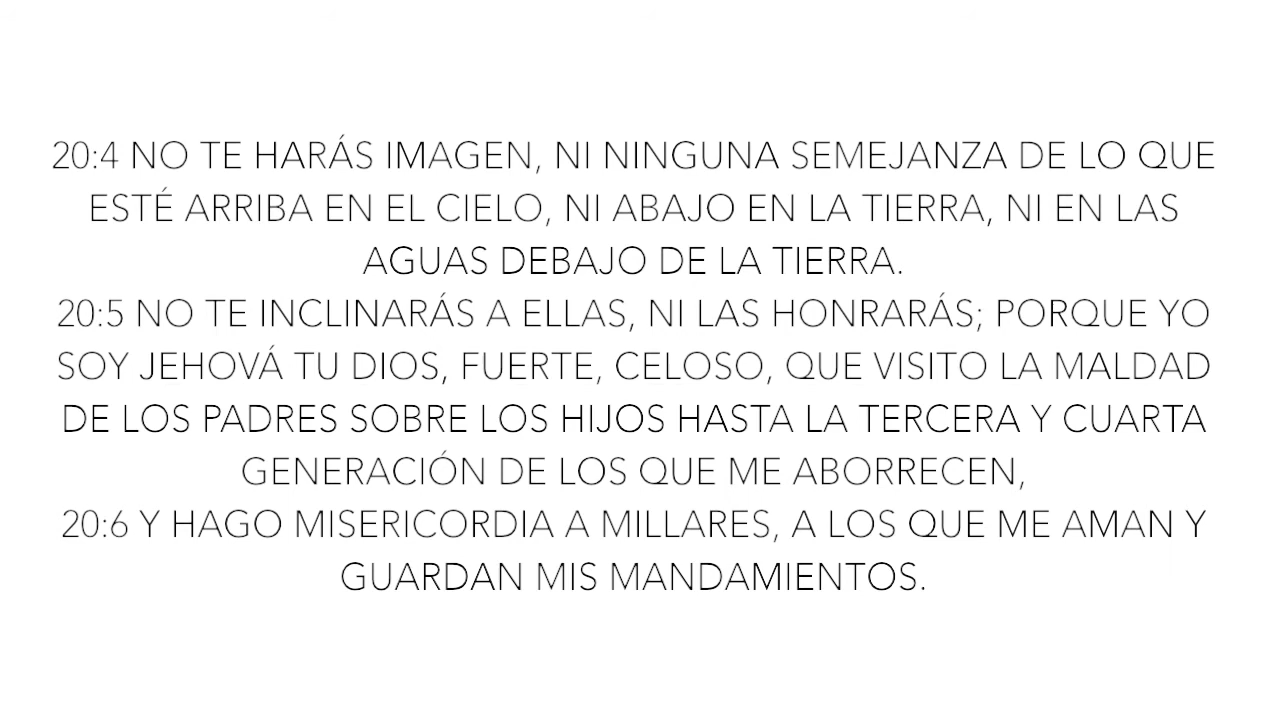 20:4 NO TE HARÁS IMAGEN, NI NINGUNA SEMEJANZA DE LO QUE
ESTÉ ARRIBA EN EL CIELO, NI ABAJO EN LA TIERRA, NI EN LAS
AGUAS DEBAJO DE LA TIERRA.
20:5 NO TE INCLINARÁS A ELLAS, NI LAS HONRARÁS; PORQUE YO
SOY JEHOVÁ TU DIOS, FUERTE, CELOSO, QUE VISITO LA MALDAD
DE LOS PADRES SOBRE LOS HIJOS HASTA LA TERCERA Y CUARTA
GENERACIÓN DE LOS QUE ME ABORRECEN,
20:6 Y HAGO MISERICORDIA A MILLARES, A LOS QUE ME AMAN Y
GUARDAN MIS MANDAMIENTOS.